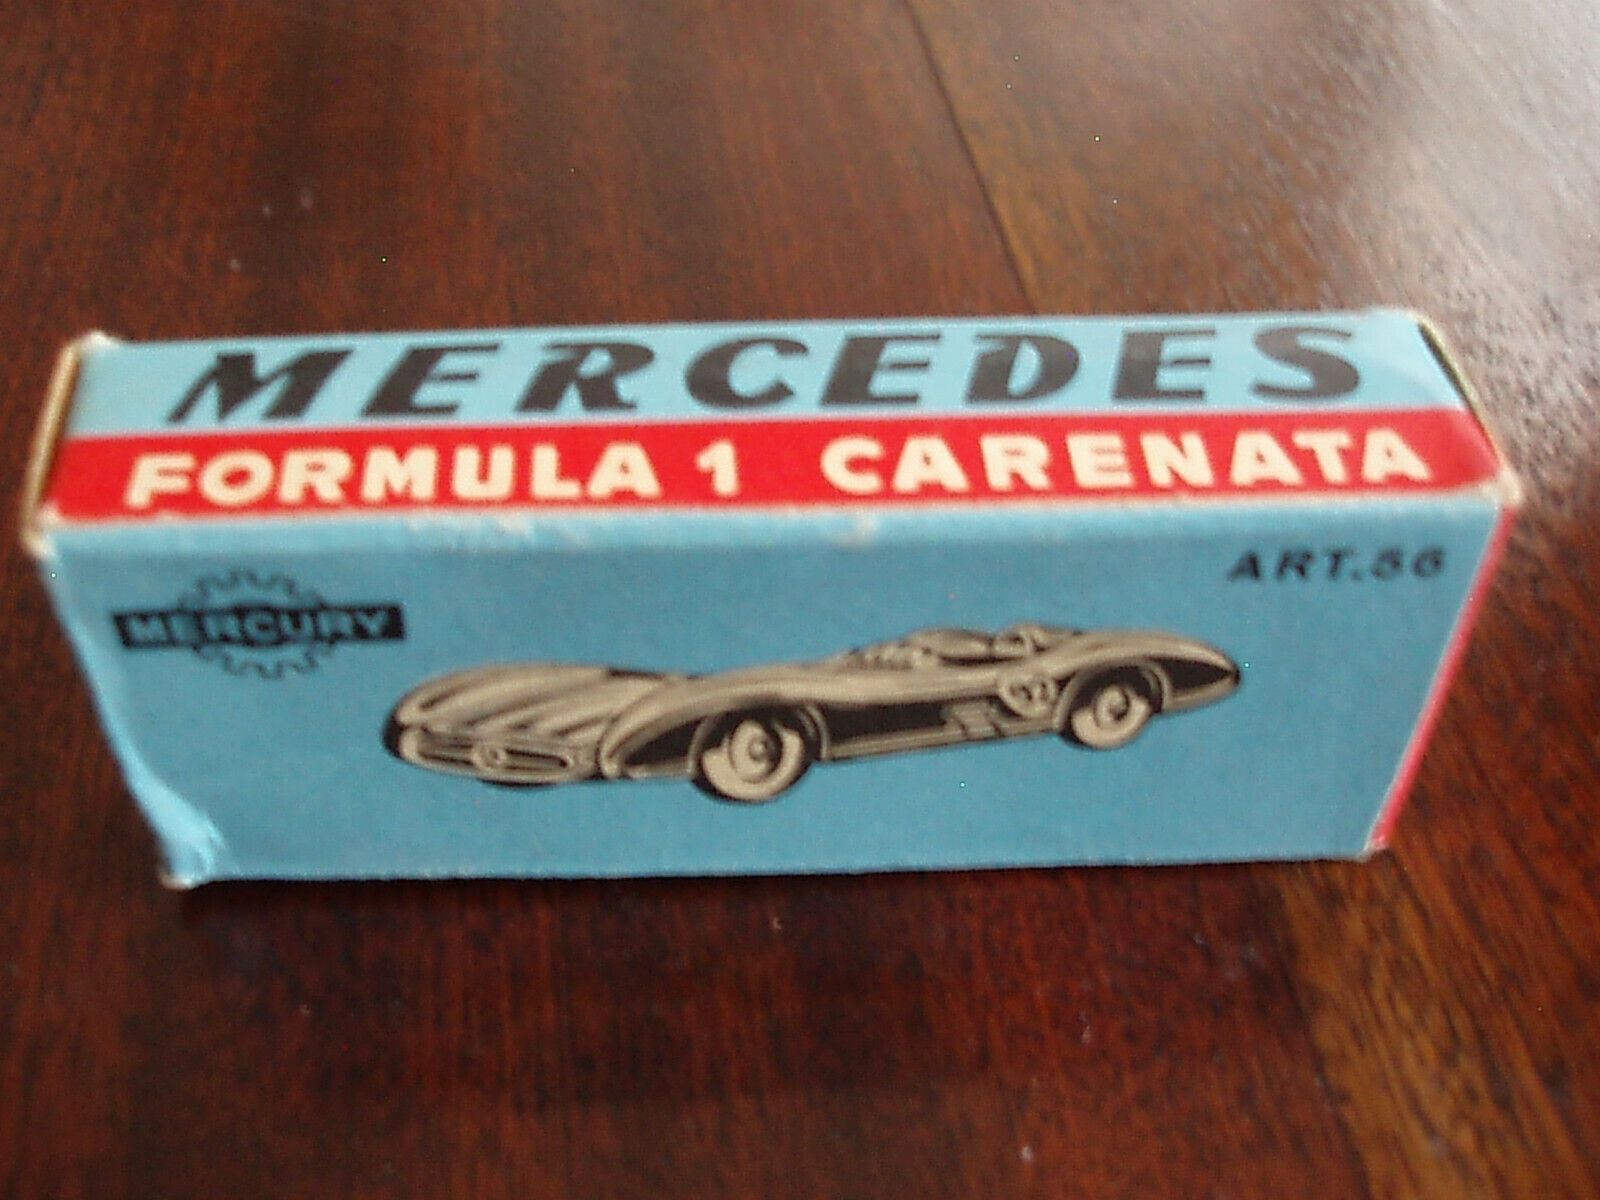 MERCEDES
FORMULA 1 CARENATA
ART.56
MERCURY